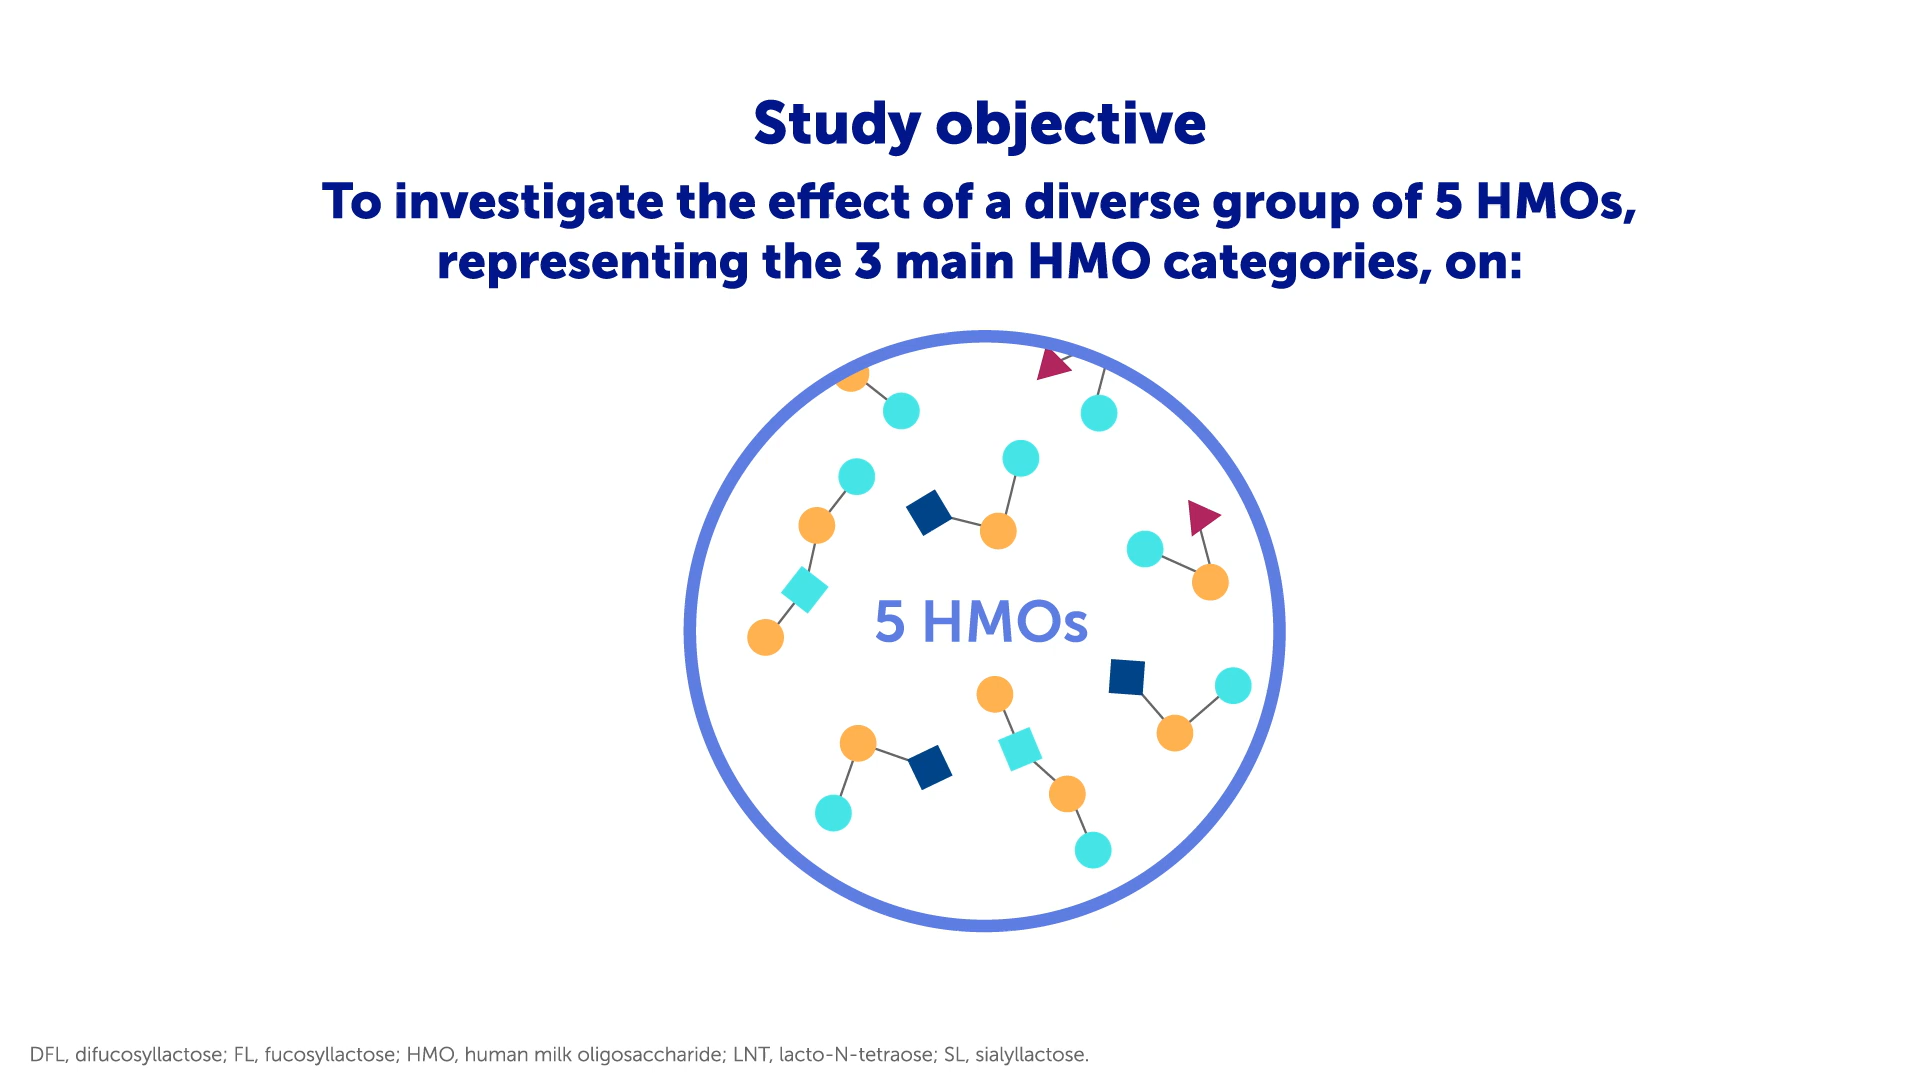 Study objective
To investigate the effect of a diverse group of 5 HMOs,
representing the 3 main HMO categories, on:
5 HMOs
DFL, difucosyllactose; FL, fucosyllactose; HMO, human milk oligosaccharide; LNT, lacto-N-tetraose; SL, sialyllactose.